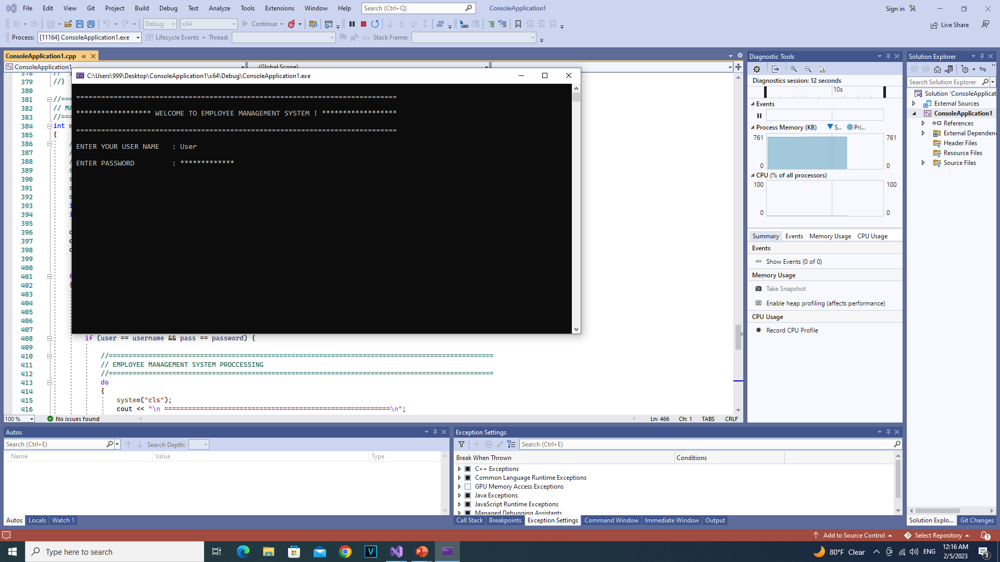 File Edit View Git Project Build Debug Test Analyze Tools Extensions Window Help Search (Ctrl+Q) ConsoleApplication1 Sign in
Debug x64 Continue Live Share
Process: [11164] ConsoleApplication1.exe Lifecycle Events Thread: Stack Frame:
ConsoleApplication1.cpp
ConsoleApplication1 (Global Scope)
C:\Users\999\Desktop\ConsoleApplication1\x64\Debug\ConsoleApplication1.exe
=============================================================================
****************** WELCOME TO EMPLOYEE MANAGEMENT SYSTEM ! ******************
=============================================================================
ENTER YOUR USER NAME : User
ENTER PASSWORD : *************
378 // }
379 //}
380
381 //===
382 // MA
383 //===
384 int m
385 {
386 /
387 /
388 /
389 s
390 s
391 s
392 s
393 i
394 i
395
396 c
397 c
398 c
399
400
401 f
402 {
403
404
405
406
407
408 if (user == username && pass == password) {
409
410 //=================================================================================================
411 // EMPLOYEE MANAGEMENT SYSTEM PROCCESSING
412 //=================================================================================================
413 do
414 {
415 system("cls");
416 cout << "\n =========================================================\n";
100 % No issues found Ln: 466 Ch: 1 TABS CRLF
Diagnostic Tools
Diagnostics session: 12 seconds
10s
Events
Process Memory (KB) S... Pri...
761 761
0 0
CPU (% of all processors)
100 100
0 0
Summary Events Memory Usage CPU Usage
Events
Show Events (0 of 0)
Memory Usage
Take Snapshot
Enable heap profiling (affects performance)
CPU Usage
Record CPU Profile
Solution Explorer
Search Solution Explorer
Solution 'ConsoleApplicat
External Sources
ConsoleApplication1
References
External Dependen
Header Files
Resource Files
Source Files
Solution Explo... Git Changes
Autos
Search (Ctrl+E) Search Depth:
Name Value Type
Autos Locals Watch 1
Exception Settings
Search (Ctrl+E)
Break When Thrown Conditions
C++ Exceptions
Common Language Runtime Exceptions
GPU Memory Access Exceptions
Java Exceptions
JavaScript Runtime Exceptions
Managed Debugging Assistants
Call Stack Breakpoints Exception Settings Command Window Immediate Window Output
Add to Source Control Select Repository 1
Type here to search
80°F Clear ENG 12:16 AM
2/5/2023 3